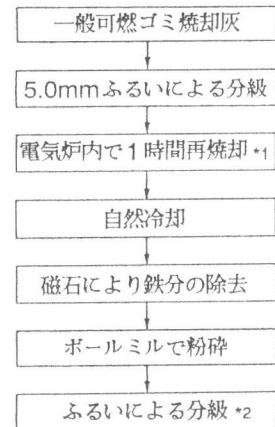 一般可燃ゴミ焼却灰
5.0mmふるいによる分級
電気炉内で1時間再焼却 *1
自然冷却
磁石により鉄分の除去
ボールミルで粉砕
ふるいによる分級 *2